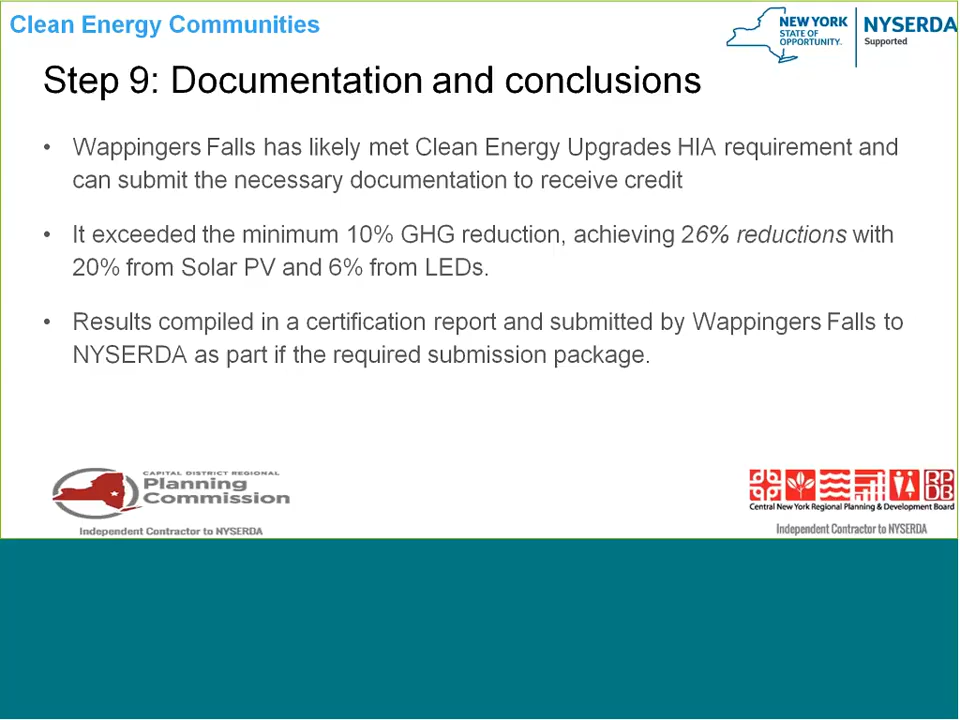 Clean Energy Communities
NEW YORK
STATE OF
OPPORTUNITY.
NYSERDA
Supported
Step 9: Documentation and conclusions
• Wappingers Falls has likely met Clean Energy Upgrades HIA requirement and
can submit the necessary documentation to receive credit
• It exceeded the minimum 10% GHG reduction, achieving 26% reductions with
20% from Solar PV and 6% from LEDs.
• Results compiled in a certification report and submitted by Wappingers Falls to
NYSERDA as part if the required submission package.
CAPITAL DISTRICT REGIONAL
Planning
Commission
Independent Contractor to NYSERDA
RP
DB
Central New York Regional Planning & Development Board
Independent Contractor to NYSERDA